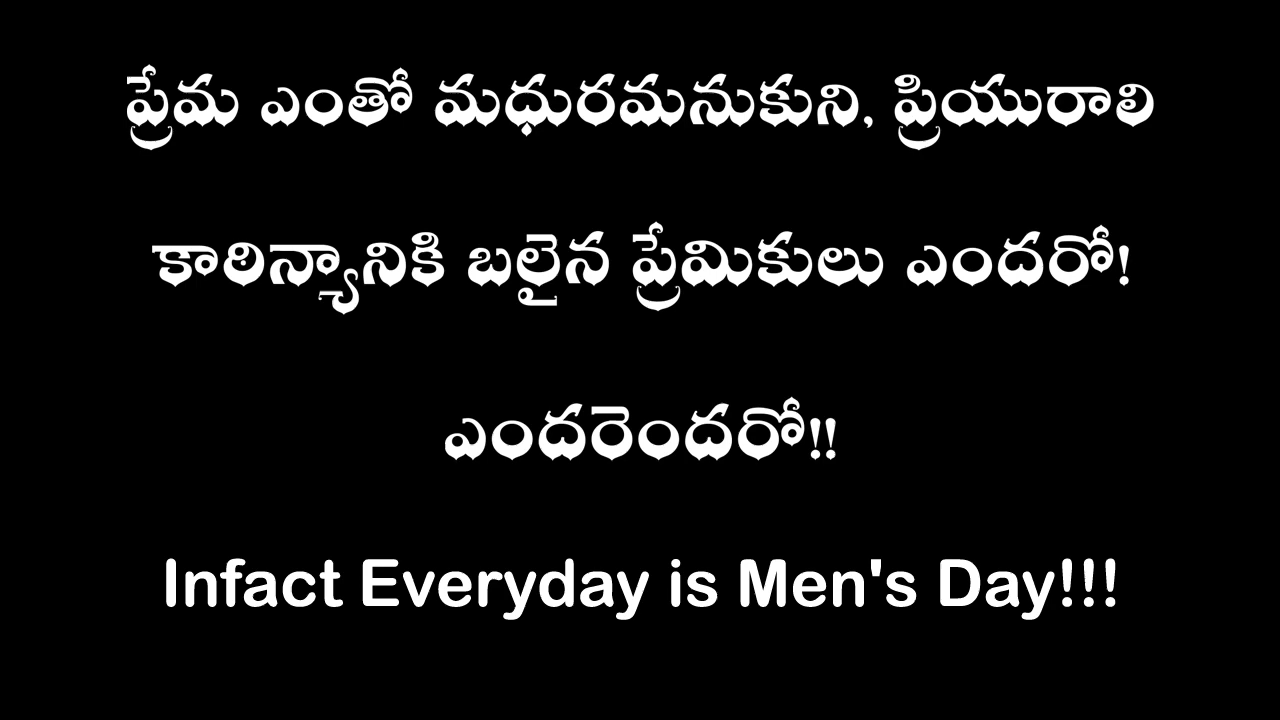 ప్రేమ ఎంతో మధురమనుకుని, ప్రియురాలి
కాఠిన్యానికి బలైన ప్రేమికులు ఎందరో!
ఎందరెందరో!!
Infact Everyday is Men's Day!!!